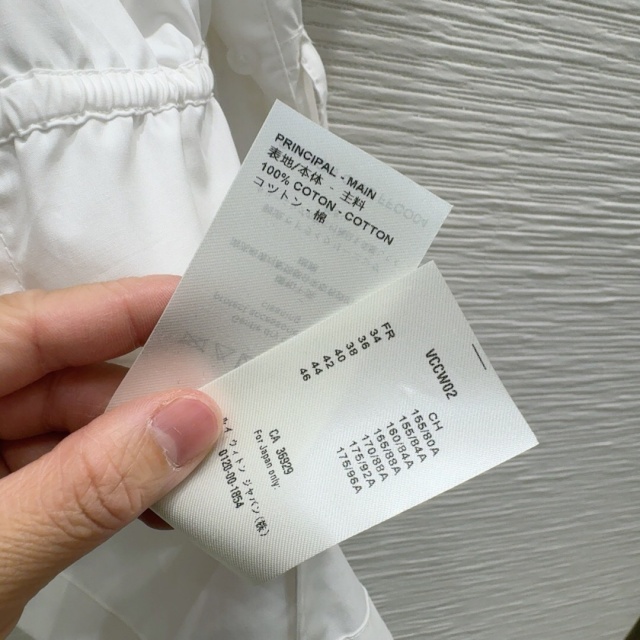 PRINCIPAL - MAIN
表地/本体 - 主料
100% COTON - COTTON
コットン - 棉
VCCW02
FR
34
36
38
40
42
44
46
CH
155/80A
155/84A
160/84A
165/88A
170/88A
170/92A
175/96A
CA 36929
For Japan only:
ルイ ヴィトン ジャパン(株)
0120-00-1854